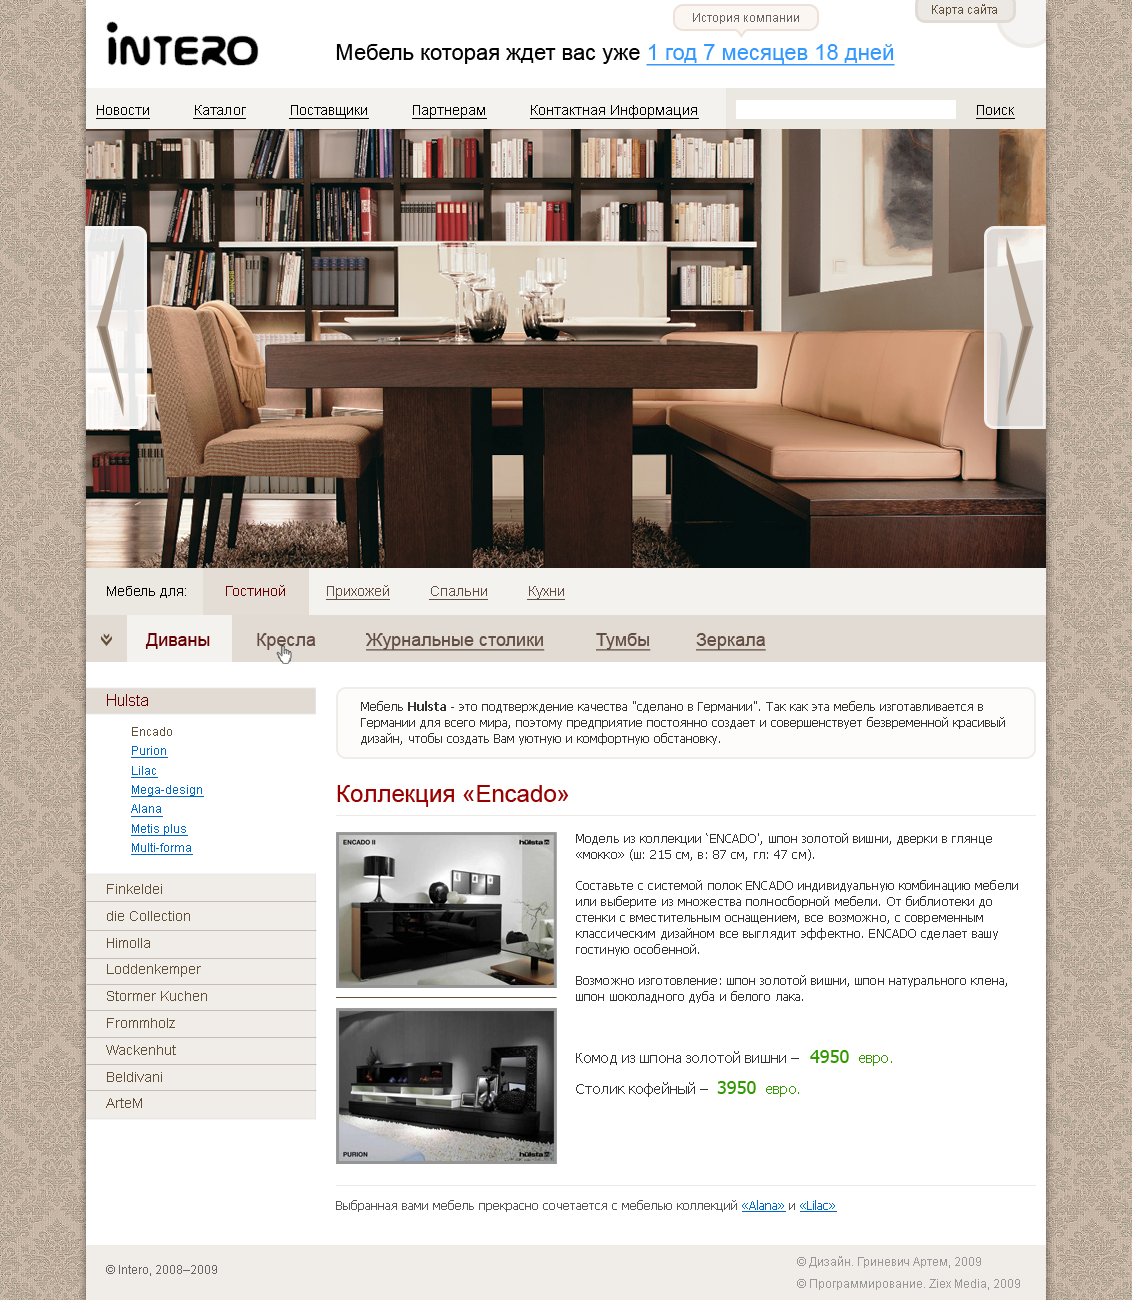 История компании
Карта сайта
INTERO
Мебель которая ждет вас уже 1 год 7 месяцев 18 дней
Новости Каталог Поставщики Партнерам Контактная Информация Поиск
Мебель для: Гостиной Прихожей Спальни Кухни
Диваны Кресла Журнальные столики Тумбы Зеркала
Hulsta
Encado
Purion
Lilac
Mega-design
Alana
Metis plus
Multi-forma
Finkeldei
die Collection
Himolla
Loddenkemper
Stormer Kuchen
Frommholz
Wackenhut
Beldivani
ArteM
Мебель Hulsta - это подтверждение качества "сделано в Германии". Так как эта мебель изготавливается в
Германии для всего мира, поэтому предприятие постоянно создает и совершенствует безвременной красивый
дизайн, чтобы создать Вам уютную и комфортную обстановку.
Коллекция «Encado»
ENCADO II hülsta
Модель из коллекции `ENCADO', шпон золотой вишни, дверки в глянце
«мокко» (ш: 215 см, в: 87 см, гл: 47 см).
Составьте с системой полок ENCADO индивидуальную комбинацию мебели
или выберите из множества полносборной мебели. От библиотеки до
стенки с вместительным оснащением, все возможно, с современным
классическим дизайном все выглядит эффектно. ENCADO сделает вашу
гостиную особенной.
Возможно изготовление: шпон золотой вишни, шпон натурального клена,
шпон шоколадного дуба и белого лака.
PURION hülsta
Комод из шпона золотой вишни – 4950 евро.
Столик кофейный – 3950 евро.
Выбранная вами мебель прекрасно сочетается с мебелью коллекций «Alana» и «Lilac»
© Intero, 2008–2009
© Дизайн. Гриневич Артем, 2009
© Программирование. Ziex Media, 2009